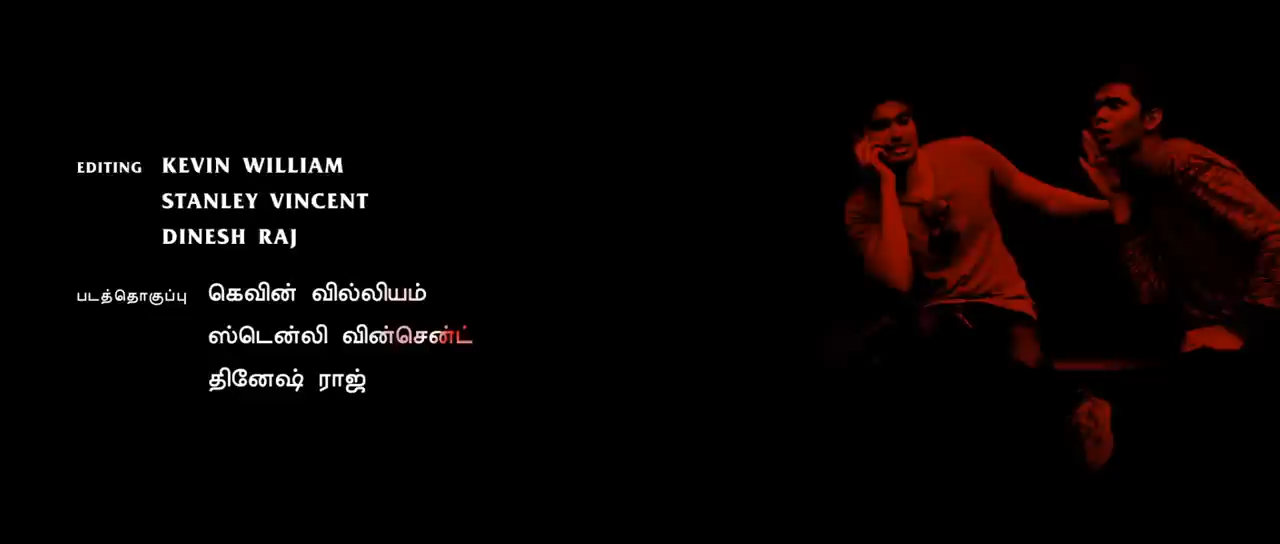 EDITING KEVIN WILLIAM
STANLEY VINCENT
DINESH RAJ
படத்தொகுப்பு கெவின் வில்லியம்
ஸ்டென்லி வின்சென்ட்
தினேஷ் ராஜ்